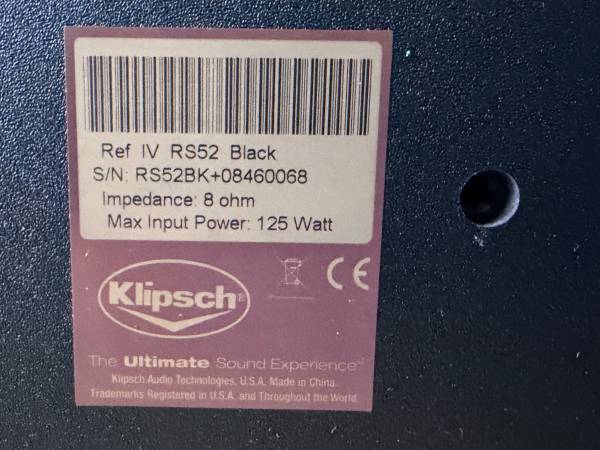 Ref IV RS52 Black
S/N: RS52BK+08460068
Impedance: 8 ohm
Max Input Power: 125 Watt
Klipsch®
CE
The Ultimate Sound Experience™
Klipsch Audio Technologies, U.S.A. Made in China.
Trademarks Registered in U.S.A. and Throughout the World.